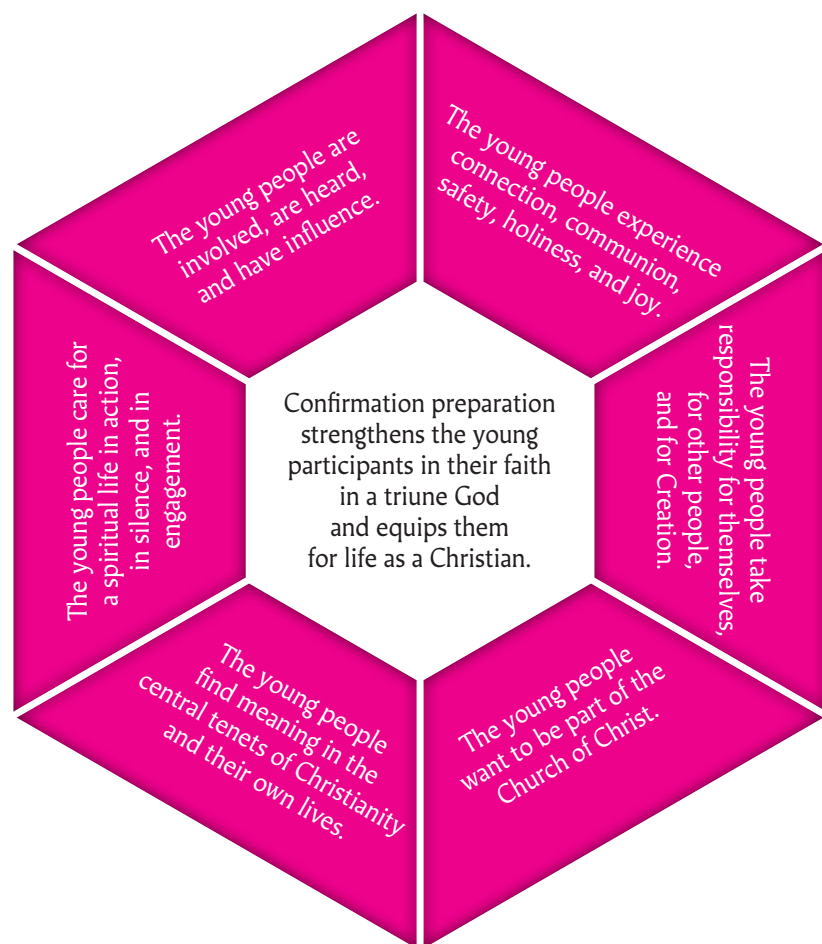 The young people are
involved, are heard,
and have influence.
The young people experience
connection, communion,
safety, holiness, and joy.
The young people care for
a spiritual life in action,
in silence, and in
engagement.
Confirmation preparation
strengthens the young
participants in their faith
in a triune God
and equips them
for life as a Christian.
The young people take
responsibility for themselves,
for other people,
and for Creation.
The young people
find meaning in the
central tenets of Christianity
and their own lives.
The young people
want to be part of the
Church of Christ.